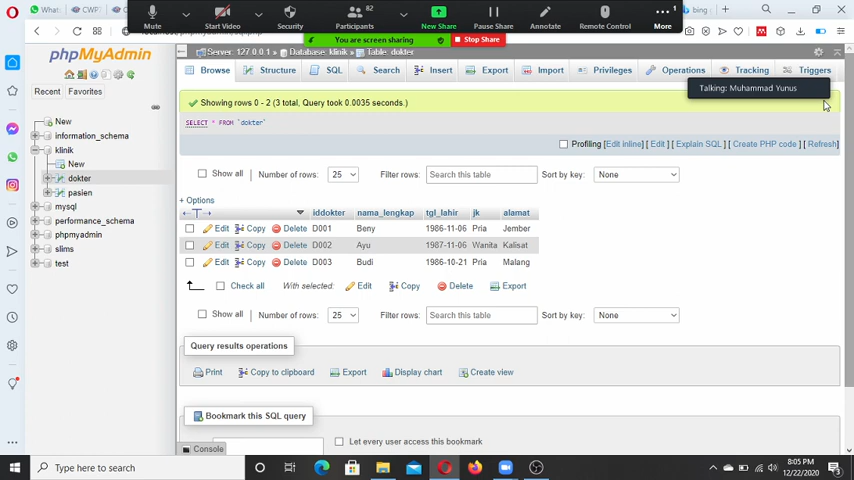 Whats
CWP
bing
Mute
Start Video
Security
82
Participants
New Share
Pause Share
Annotate
Remote Control
More
You are screen sharing
Stop Share
Talking: Muhammad Yunus
phpMyAdmin
Recent Favorites
New
information_schema
klinik
New
dokter
pasien
mysql
performance_schema
phpmyadmin
slims
test
Server: 127.0.0.1 » Database: klinik » Table: dokter
Browse Structure SQL Search Insert Export Import Privileges Operations Tracking Triggers
Showing rows 0 - 2 (3 total, Query took 0.0035 seconds.)
SELECT * FROM `dokter`
Profiling [Edit inline] [ Edit ] [ Explain SQL ] [ Create PHP code ] [ Refresh]
Show all | Number of rows: 25 Filter rows: Search this table Sort by key: None
+ Options
iddokter nama_lengkap tgl_lahir jk alamat
Edit Copy Delete D001 Beny 1986-11-06 Pria Jember
Edit Copy Delete D002 Ayu 1987-11-06 Wanita Kalisat
Edit Copy Delete D003 Budi 1986-10-21 Pria Malang
Check all With selected: Edit Copy Delete Export
Show all | Number of rows: 25 Filter rows: Search this table Sort by key: None
Query results operations
Print Copy to clipboard Export Display chart Create view
Bookmark this SQL query
Console
Let every user access this bookmark
Type here to search
8:05 PM
12/22/2020
3